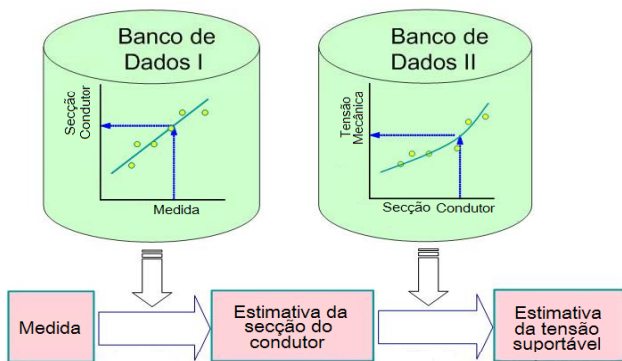 Banco de
Dados I
Secção
Condutor
Medida
Banco de
Dados II
Tensão
Mecânica
Secção Condutor
Medida
Estimativa da
secção do
condutor
Estimativa
da tensão
suportável